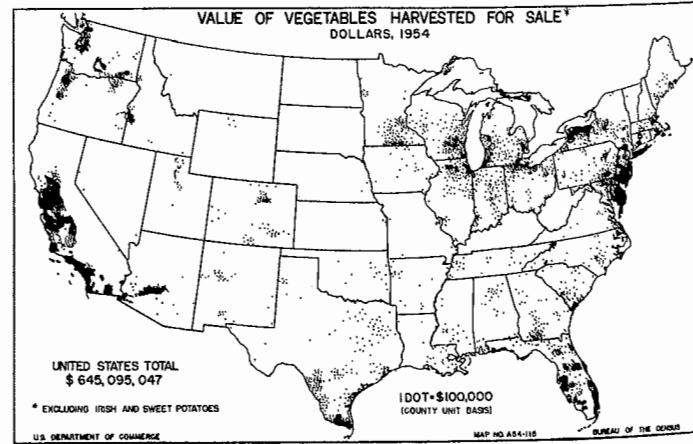 VALUE OF VEGETABLES HARVESTED FOR SALE*
DOLLARS, 1954
UNITED STATES TOTAL
$ 645,095,047
* EXCLUDING IRISH AND SWEET POTATOES
1 DOT=$100,000
(COUNTY UNIT BASIS)
U.S. DEPARTMENT OF COMMERCE
MAP NO. A54-116
BUREAU OF THE CENSUS